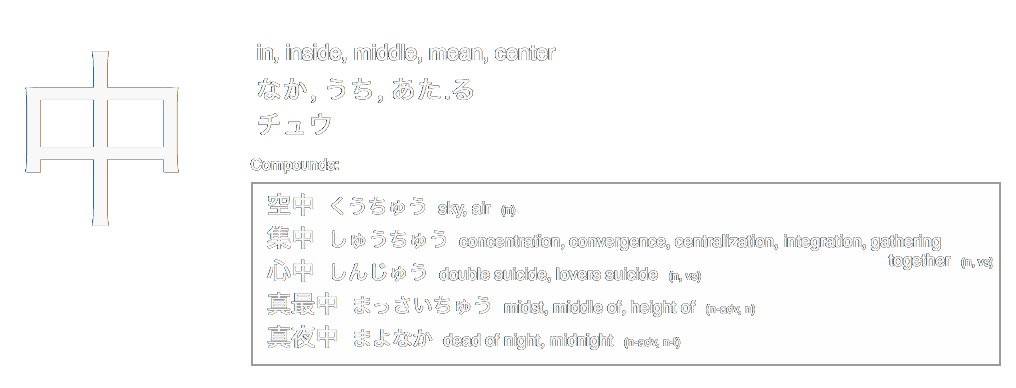 中
in, inside, middle, mean, center
なか, うち, あた.る
チュウ
Compounds:
空中 くうちゅう sky, air (n)
集中 しゅうちゅう concentration, convergence, centralization, integration, gathering
together (n, vs)
心中 しんじゅう double suicide, lovers suicide (n, vs)
真最中 まっさいちゅう midst, middle of, height of (n-adv, n)
真夜中 まよなか dead of night, midnight (n-adv, n-t)